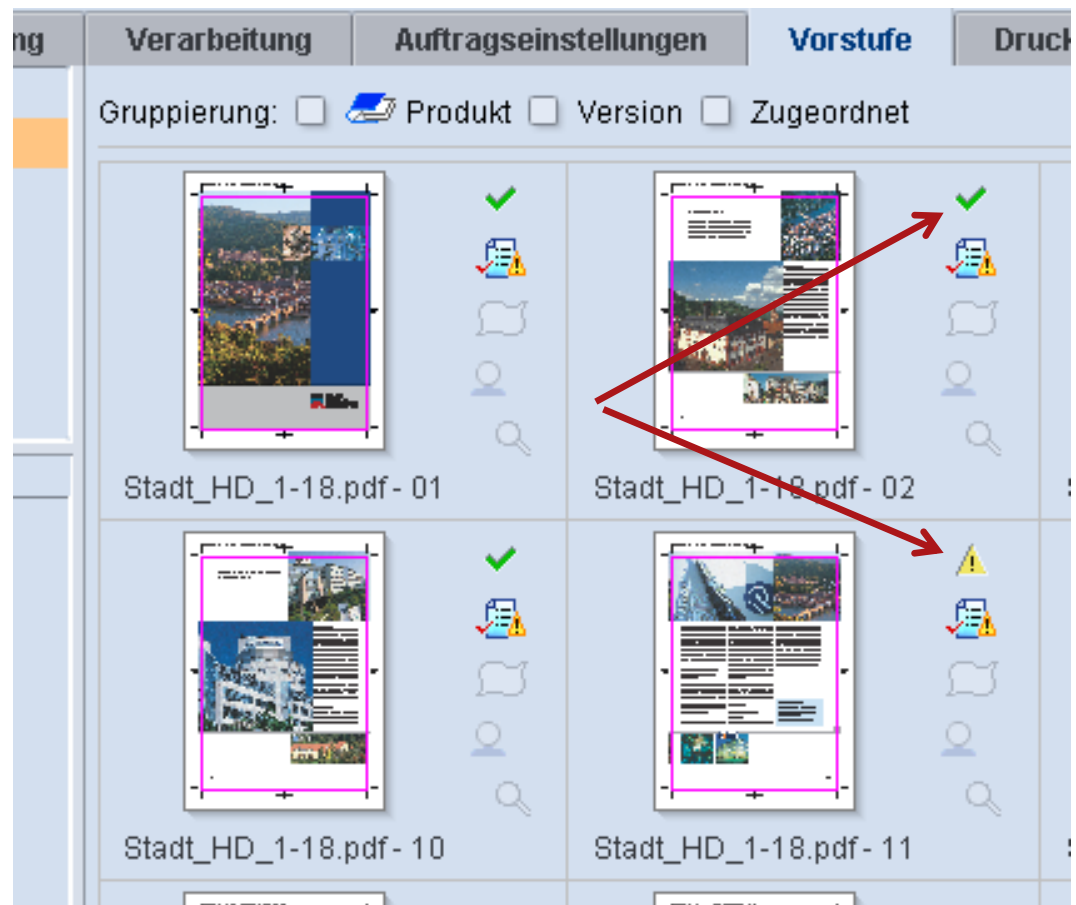 ng Verarbeitung Auftragseinstellungen Vorstufe Druck
Gruppierung: Produkt Version Zugeordnet
Stadt_HD_1-18.pdf - 01 Stadt_HD_1-18.pdf - 02
Stadt_HD_1-18.pdf - 10 Stadt_HD_1-18.pdf - 11